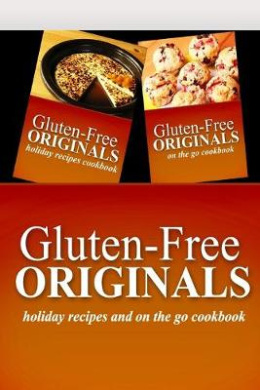 Gluten-Free
ORIGINALS
holiday recipes cookbook
Gluten-Free
ORIGINALS
on the go cookbook
Gluten-Free
ORIGINALS
holiday recipes and on the go cookbook